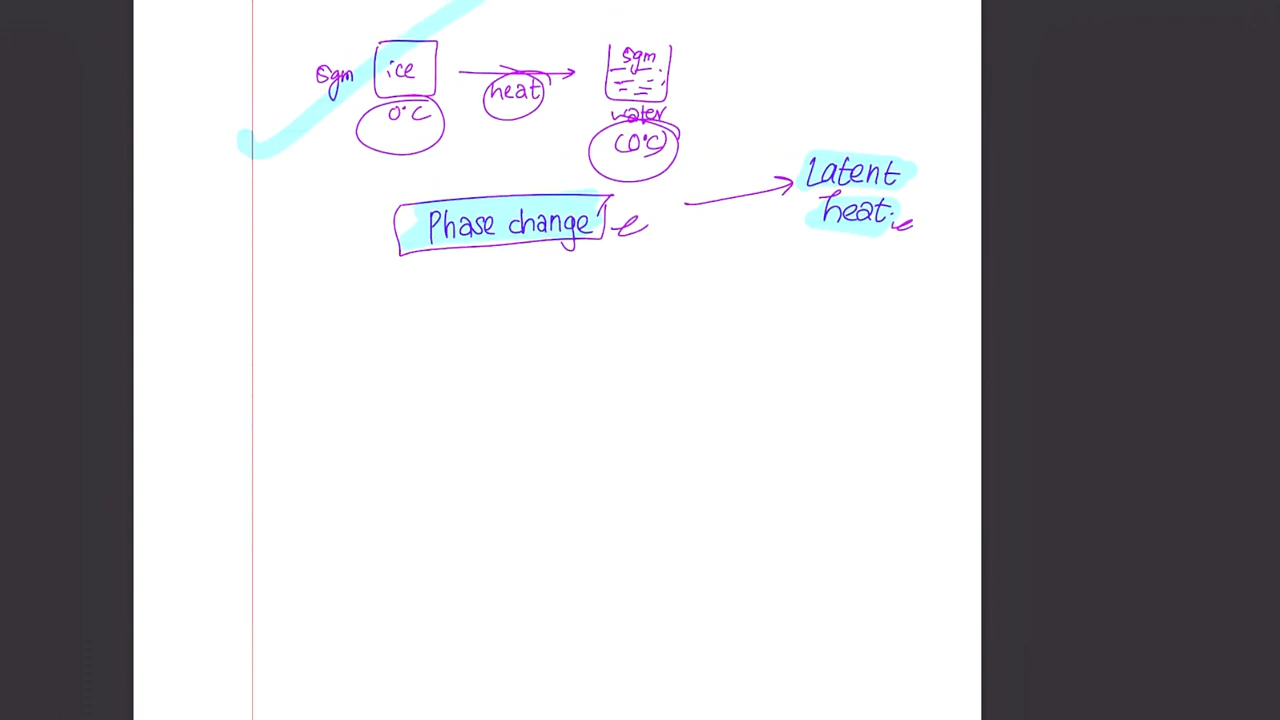 5gm
ice
0°C
heat
5gm
water
(0°C)
Phase change
Latent
heat.